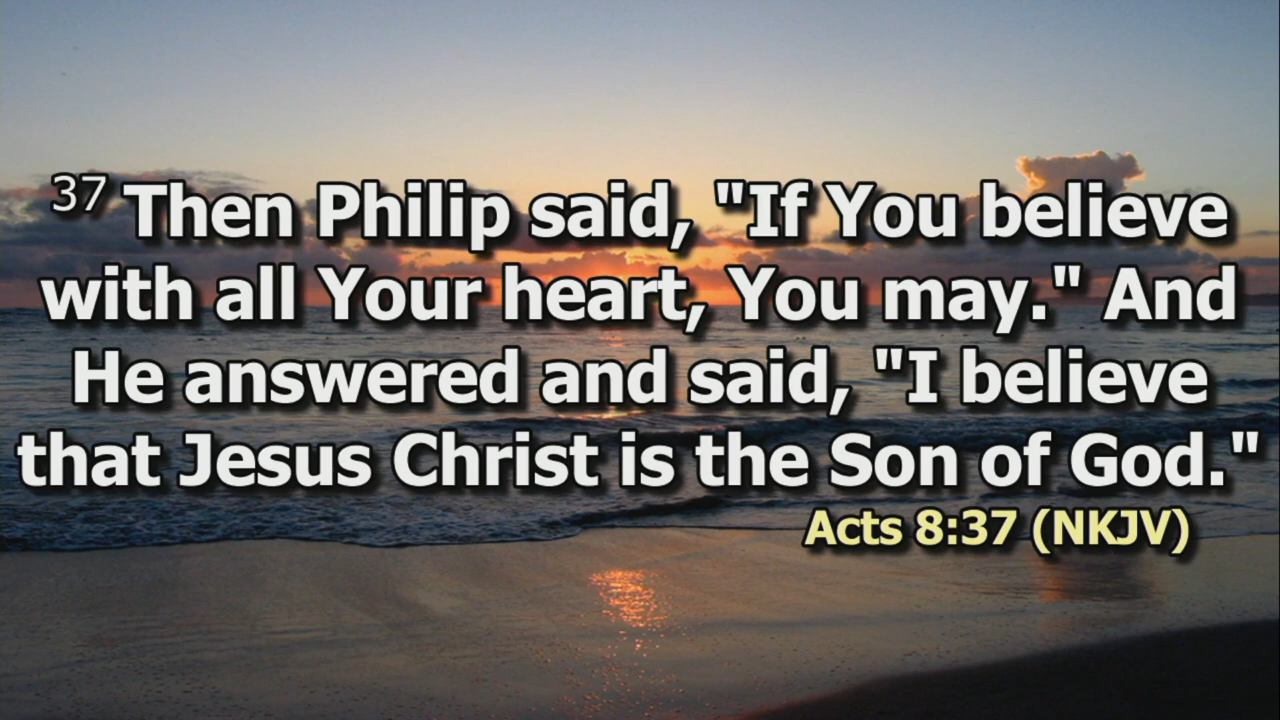 37 Then Philip said, "If You believe
with all Your heart, You may." And
He answered and said, "I believe
that Jesus Christ is the Son of God."
Acts 8:37 (NKJV)